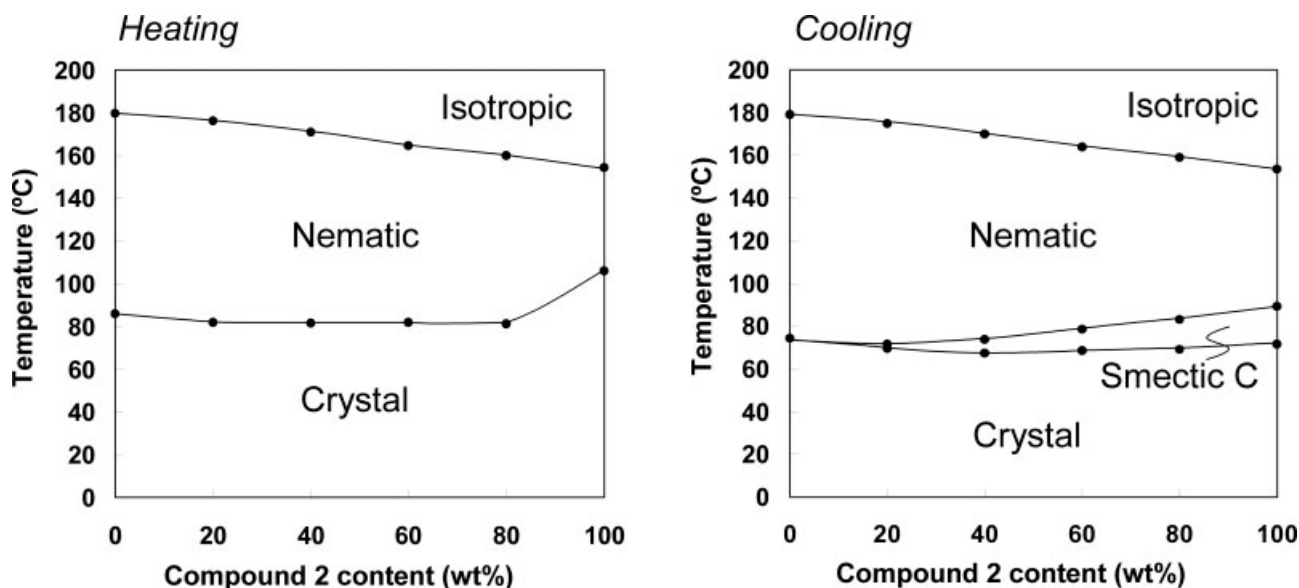 Heating
200
180
160
140
120
100
80
60
40
20
0
Temperature (ºC)
Isotropic
Nematic
Crystal
0 20 40 60 80 100
Compound 2 content (wt%)
Cooling
200
180
160
140
120
100
80
60
40
20
0
Temperature (ºC)
Isotropic
Nematic
Smectic C
Crystal
0 20 40 60 80 100
Compound 2 content (wt%)